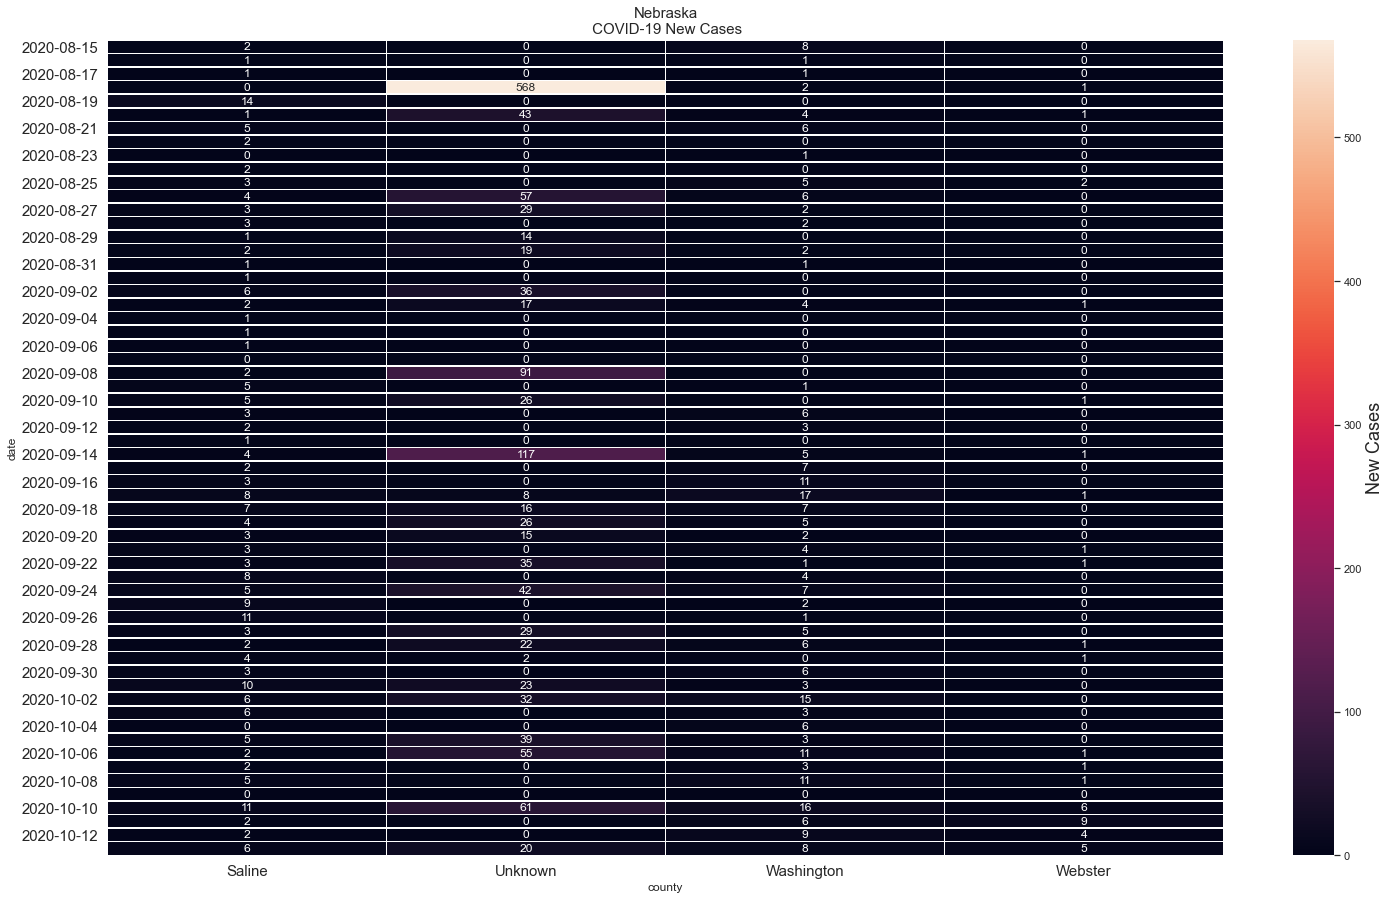 Nebraska
COVID-19 New Cases
2020-08-15 2 0 8 0
1 0 1 0
2020-08-17 1 0 1 0
0 568 2 1
2020-08-19 14 0 0 0
1 43 4 1
2020-08-21 5 0 6 0
2 0 0 0
2020-08-23 0 0 1 0
2 0 0 0
2020-08-25 3 0 5 2
4 57 6 0
2020-08-27 3 29 2 0
3 0 2 0
2020-08-29 1 14 0 0
2 19 2 0
2020-08-31 1 0 1 0
1 0 0 0
2020-09-02 6 36 0 0
2 17 4 1
2020-09-04 1 0 0 0
1 0 0 0
2020-09-06 1 0 0 0
0 0 0 0
2020-09-08 2 91 0 0
5 0 1 0
2020-09-10 5 26 0 1
3 0 6 0
2020-09-12 2 0 3 0
1 0 0 0
2020-09-14 4 117 5 1
2 0 7 0
2020-09-16 3 0 11 0
8 8 17 1
2020-09-18 7 16 7 0
4 26 5 0
2020-09-20 3 15 2 0
3 0 4 1
2020-09-22 3 35 1 0
8 0 4 0
2020-09-24 5 42 7 0
9 0 2 0
2020-09-26 11 0 1 0
3 29 5 0
2020-09-28 2 22 6 1
4 2 0 1
2020-09-30 3 0 6 0
10 23 3 0
2020-10-02 6 32 15 0
6 0 3 0
2020-10-04 0 0 6 0
5 39 3 0
2020-10-06 2 55 11 1
2 0 3 1
2020-10-08 5 0 11 1
0 0 0 0
2020-10-10 11 61 16 6
2 0 6 9
2020-10-12 2 0 9 4
6 20 8 5
Saline Unknown Washington Webster
county
date
500
400
300
200
100
0
New Cases